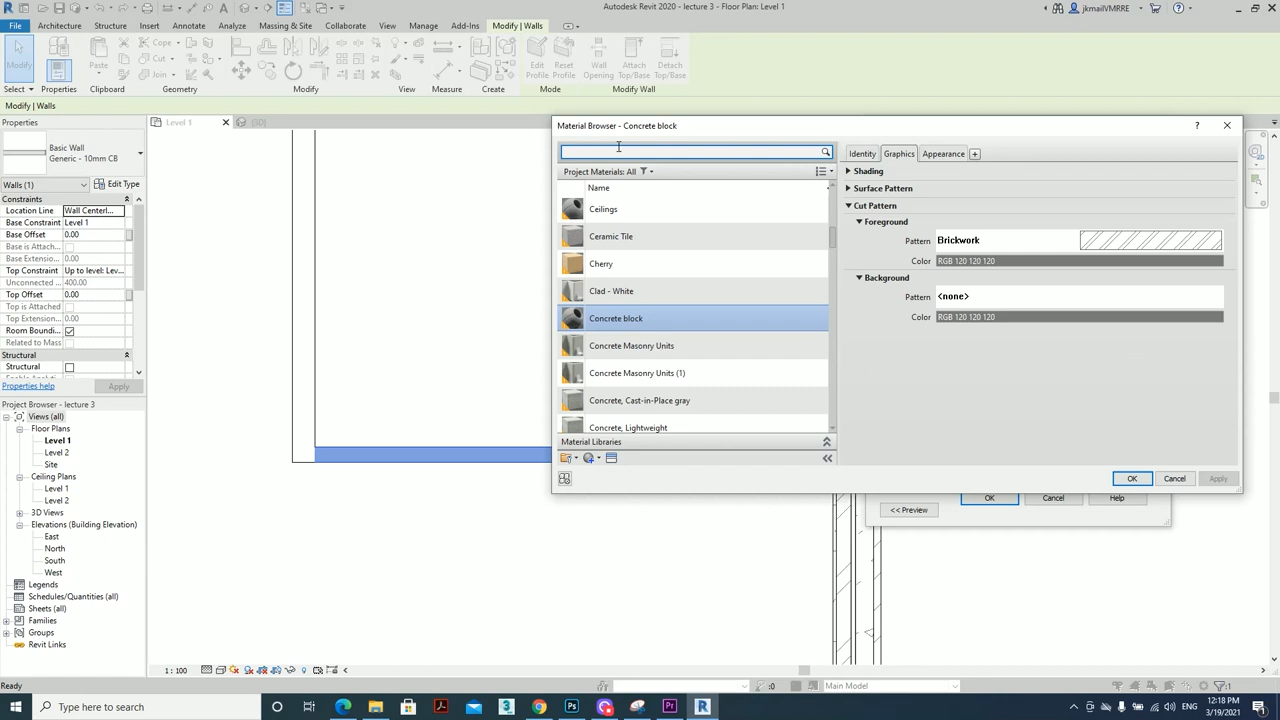 Autodesk Revit 2020 - lecture 3 - Floor Plan: Level 1
jkmailVMRRE
File Architecture Structure Insert Annotate Analyze Massing & Site Collaborate View Manage Add-Ins Modify | Walls
Modify
Paste
Cope
Cut
Join
Edit Profile
Reset Profile
Wall Opening
Attach Top/Base
Detach Top/Base
Select Properties Clipboard Geometry Modify View Measure Create Mode Modify Wall
Modify | Walls
Properties
Level 1
{3D}
Basic Wall
Generic - 10mm CB
Walls (1)
Edit Type
Constraints
Location Line Wall Centerl...
Base Constraint Level 1
Base Offset 0.00
Base is Attach...
Base Extension...
Top Constraint Up to level: Lev...
Unconnected ... 400.00
Top Offset 0.00
Top is Attached
Top Extension... 0.00
Room Boundi...
Related to Mass
Structural
Structural
Properties help
Apply
Project Browser - lecture 3
Views (all)
Floor Plans
Level 1
Level 2
Site
Ceiling Plans
Level 1
Level 2
3D Views
Elevations (Building Elevation)
East
North
South
West
Legends
Schedules/Quantities (all)
Sheets (all)
Families
Groups
Revit Links
Material Browser - Concrete block
Project Materials: All
Name
Ceilings
Ceramic Tile
Cherry
Clad - White
Concrete block
Concrete Masonry Units
Concrete Masonry Units (1)
Concrete, Cast-in-Place gray
Concrete, Lightweight
Material Libraries
Identity Graphics Appearance
Shading
Surface Pattern
Cut Pattern
Foreground
Pattern Brickwork
Color RGB 120 120 120
Background
Pattern <none>
Color RGB 120 120 120
OK Cancel Apply
OK Cancel Help
<< Preview
1 : 100
Ready
:0
Main Model
:1
Type here to search
12:18 PM
3/19/2021